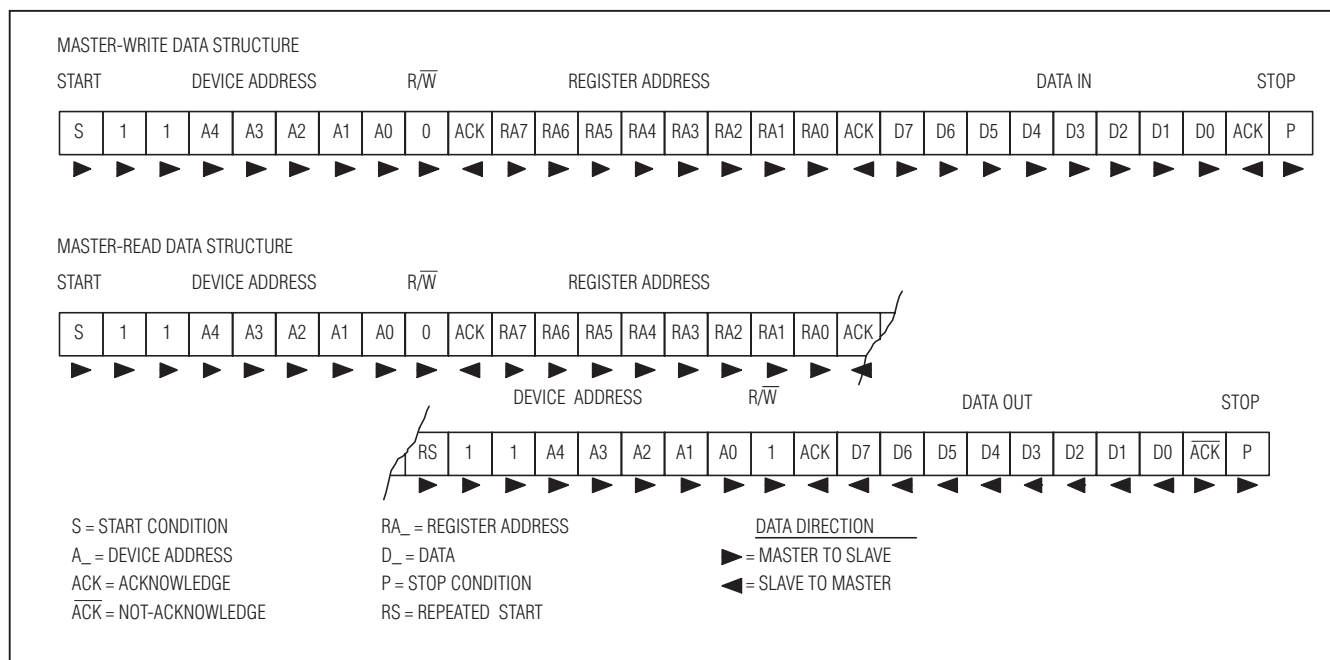 MASTER-WRITE DATA STRUCTURE
START DEVICE ADDRESS R/W̅ REGISTER ADDRESS DATA IN STOP
S 1 1 A4 A3 A2 A1 A0 0 ACK RA7 RA6 RA5 RA4 RA3 RA2 RA1 RA0 ACK D7 D6 D5 D4 D3 D2 D1 D0 ACK P
MASTER-READ DATA STRUCTURE
START DEVICE ADDRESS R/W̅ REGISTER ADDRESS
S 1 1 A4 A3 A2 A1 A0 0 ACK RA7 RA6 RA5 RA4 RA3 RA2 RA1 RA0 ACK
DEVICE ADDRESS R/W̅ DATA OUT STOP
RS 1 1 A4 A3 A2 A1 A0 1 ACK D7 D6 D5 D4 D3 D2 D1 D0 A̅C̅K̅ P
S = START CONDITION RA_ = REGISTER ADDRESS DATA DIRECTION
A_ = DEVICE ADDRESS D_ = DATA ► = MASTER TO SLAVE
ACK = ACKNOWLEDGE P = STOP CONDITION ◄ = SLAVE TO MASTER
A̅C̅K̅ = NOT-ACKNOWLEDGE RS = REPEATED START